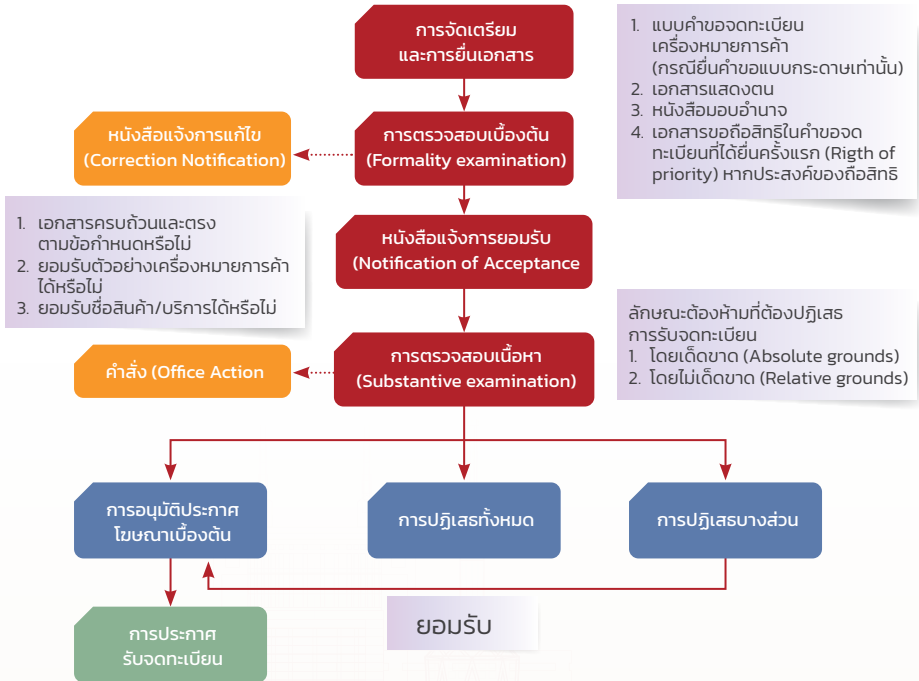 การจัดเตรียม
และการยื่นเอกสาร
1. แบบคำขอจดทะเบียน
เครื่องหมายการค้า
(กรณียื่นคำขอแบบกระดาษเท่านั้น)
2. เอกสารแสดงตน
3. หนังสือมอบอำนาจ
4. เอกสารขอถือสิทธิในคำขอจด
ทะเบียนที่ได้ยื่นครั้งแรก (Rigth of
priority) หากประสงค์ของถือสิทธิ
หนังสือแจ้งการแก้ไข
(Correction Notification)
การตรวจสอบเบื้องต้น
(Formality examination)
1. เอกสารครบถ้วนและตรง
ตามข้อกำหนดหรือไม่
2. ยอมรับตัวอย่างเครื่องหมายการค้า
ได้หรือไม่
3. ยอมรับชื่อสินค้า/บริการได้หรือไม่
หนังสือแจ้งการยอมรับ
(Notification of Acceptance
ลักษณะต้องห้ามที่ต้องปฏิเสธ
การรับจดทะเบียน
1. โดยเด็ดขาด (Absolute grounds)
2. โดยไม่เด็ดขาด (Relative grounds)
คำสั่ง (Office Action
การตรวจสอบเนื้อหา
(Substantive examination)
การอนุมัติประกาศ
โฆษณาเบื้องต้น
การปฏิเสธทั้งหมด
การปฏิเสธบางส่วน
ยอมรับ
การประกาศ
รับจดทะเบียน